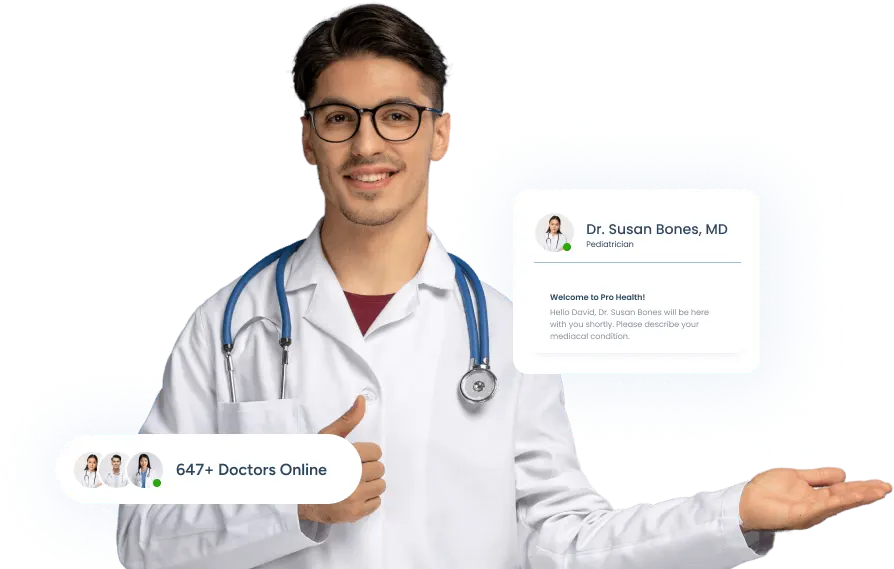 Dr. Susan Bones, MD
Pediatrician
Welcome to Pro Health!
Hello David, Dr. Susan Bones will be here
with you shortly. Please describe your
mediacal condition.
647+ Doctors Online